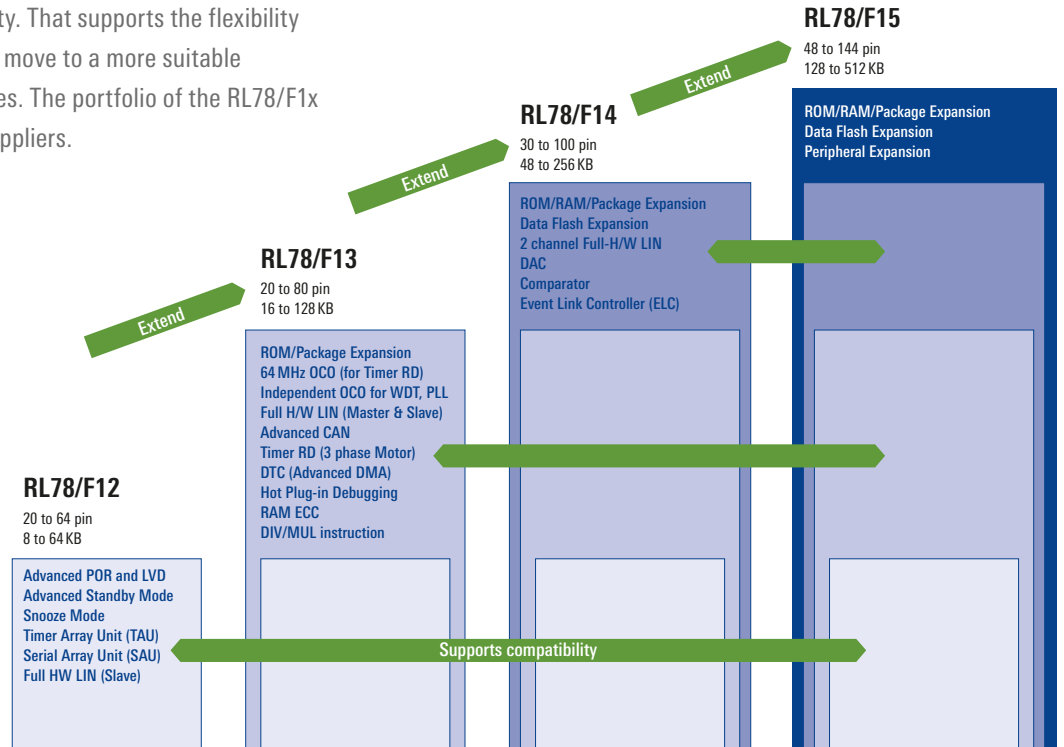 ty. That supports the flexibility
move to a more suitable
es. The portfolio of the RL78/F1x
ppliers.
RL78/F15
48 to 144 pin
128 to 512 KB
Extend
ROM/RAM/Package Expansion
Data Flash Expansion
Peripheral Expansion
RL78/F14
30 to 100 pin
48 to 256 KB
Extend
ROM/RAM/Package Expansion
Data Flash Expansion
2 channel Full-H/W LIN
DAC
Comparator
Event Link Controller (ELC)
RL78/F13
20 to 80 pin
16 to 128 KB
Extend
ROM/Package Expansion
64 MHz OCO (for Timer RD)
Independent OCO for WDT, PLL
Full H/W LIN (Master & Slave)
Advanced CAN
Timer RD (3 phase Motor)
DTC (Advanced DMA)
Hot Plug-in Debugging
RAM ECC
DIV/MUL instruction
RL78/F12
20 to 64 pin
8 to 64 KB
Advanced POR and LVD
Advanced Standby Mode
Snooze Mode
Timer Array Unit (TAU)
Serial Array Unit (SAU)
Full HW LIN (Slave)
Supports compatibility